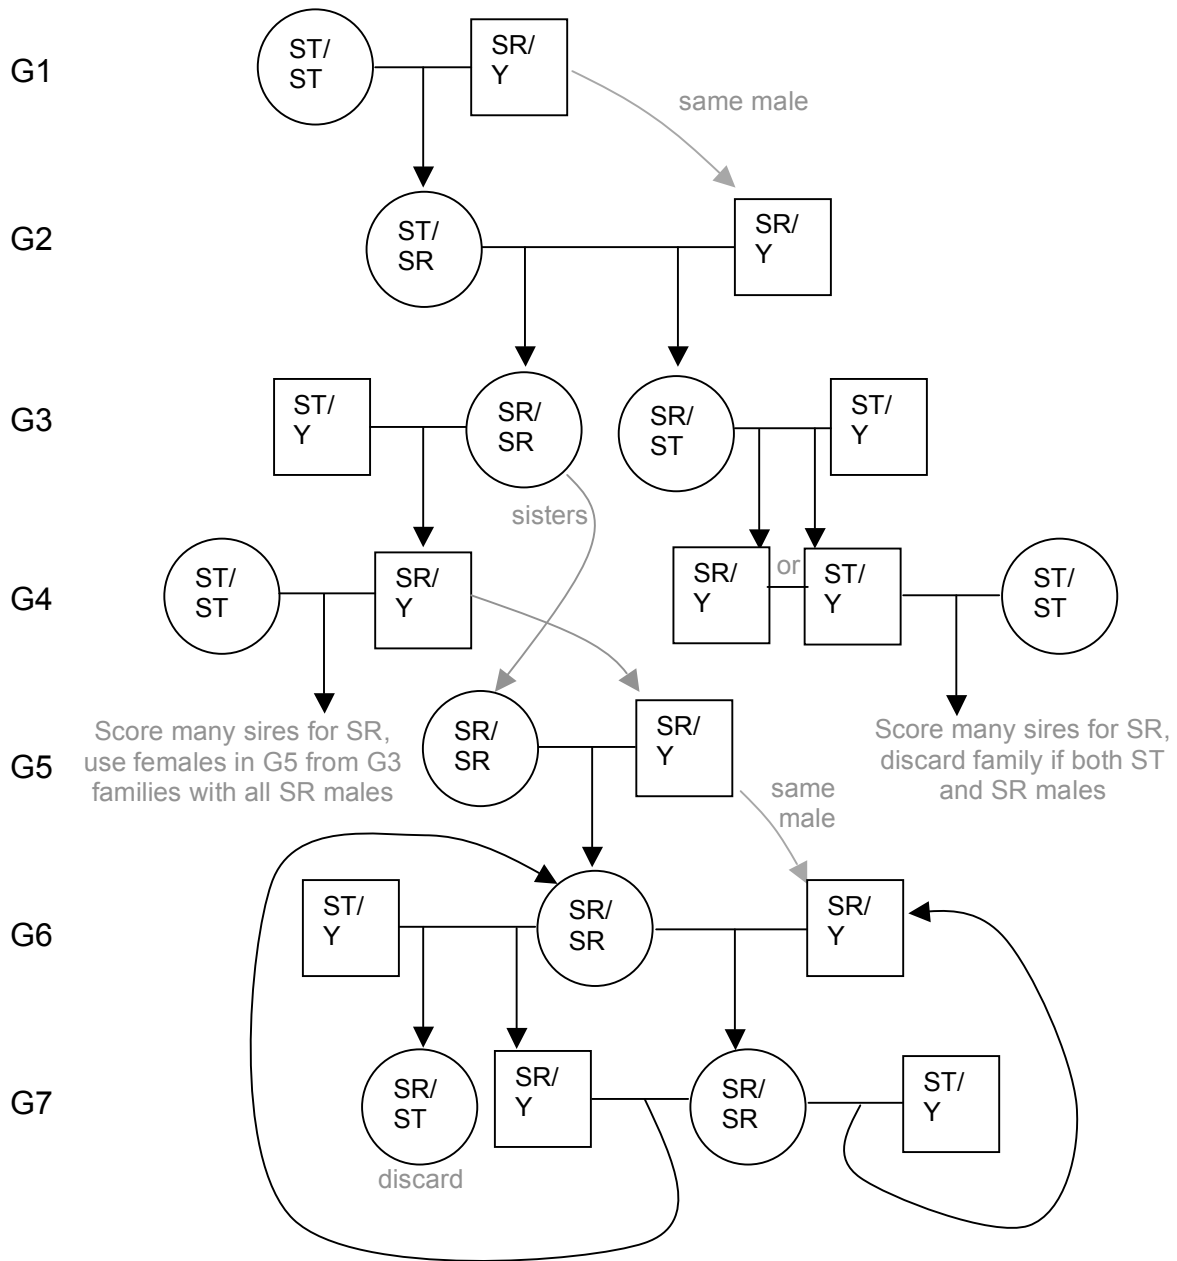 G1
ST/
ST
SR/
Y
same male
G2
ST/
SR
SR/
Y
G3
ST/
Y
SR/
SR
SR/
ST
ST/
Y
sisters
G4
ST/
ST
SR/
Y
SR/
Y
or
ST/
Y
ST/
ST
Score many sires for SR,
use females in G5 from G3
families with all SR males
G5
SR/
SR
SR/
Y
Score many sires for SR,
discard family if both ST
and SR males
same
male
G6
ST/
Y
SR/
SR
SR/
Y
G7
SR/
ST
discard
SR/
Y
SR/
SR
ST/
Y